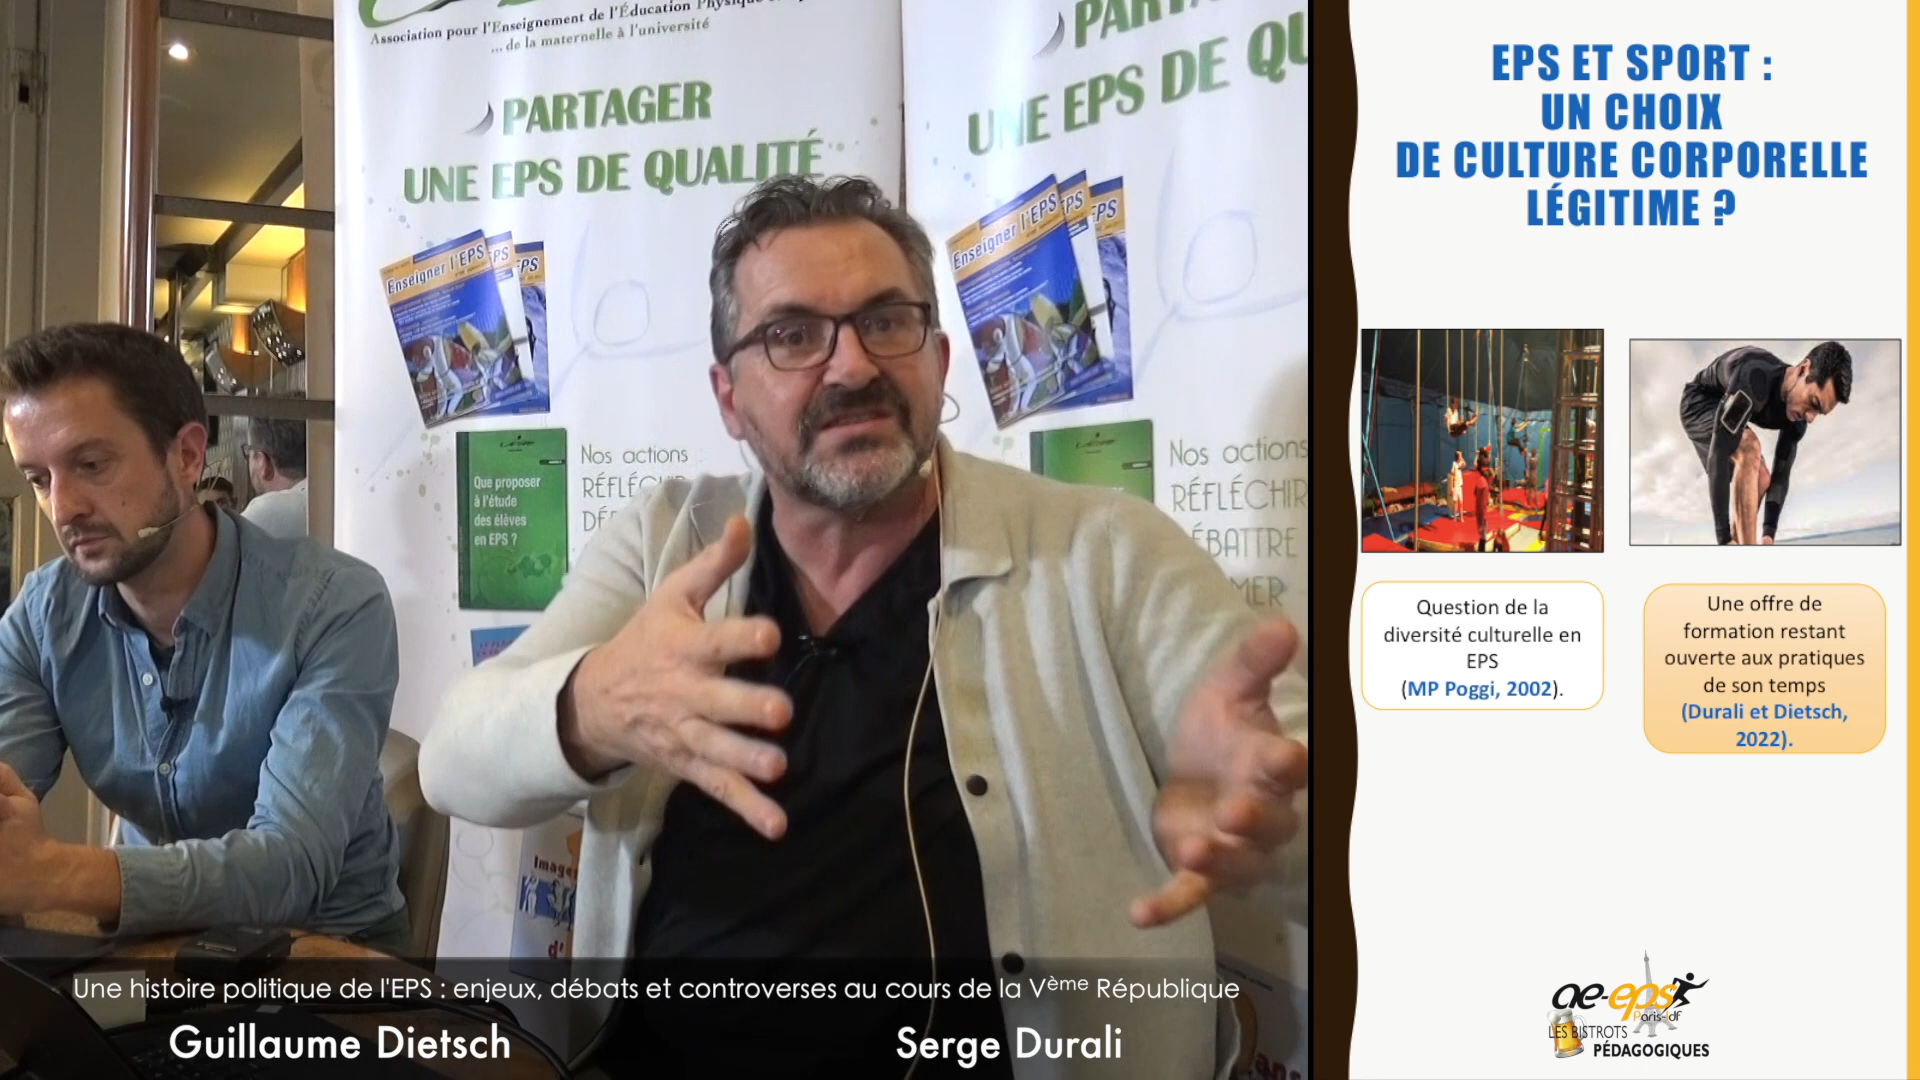 Association pour l'Enseignement de l'Éducation Physique
... de la maternelle à l'université
PARTAGER
UNE EPS DE QUALITÉ
Enseigner l'EPS
EPS
EPS
Que proposer
à l'étude
des élèves
en EPS ?
Nos actions
RÉFLÉCHIR
UNE EPS DE QU
Enseigner l'EPS
EPS
EPS
Nos actions
RÉFLÉCHIR
ÉBATTRE
MER
Une histoire politique de l'EPS : enjeux, débats et controverses au cours de la Vème République
Guillaume Dietsch
Serge Durali
EPS ET SPORT :
UN CHOIX
DE CULTURE CORPORELLE
LÉGITIME ?
Question de la
diversité culturelle en
EPS
(MP Poggi, 2002).
Une offre de
formation restant
ouverte aux pratiques
de son temps
(Durali et Dietsch,
2022).
ae-eps
Paris-Idf
LES BISTROTS
PÉDAGOGIQUES